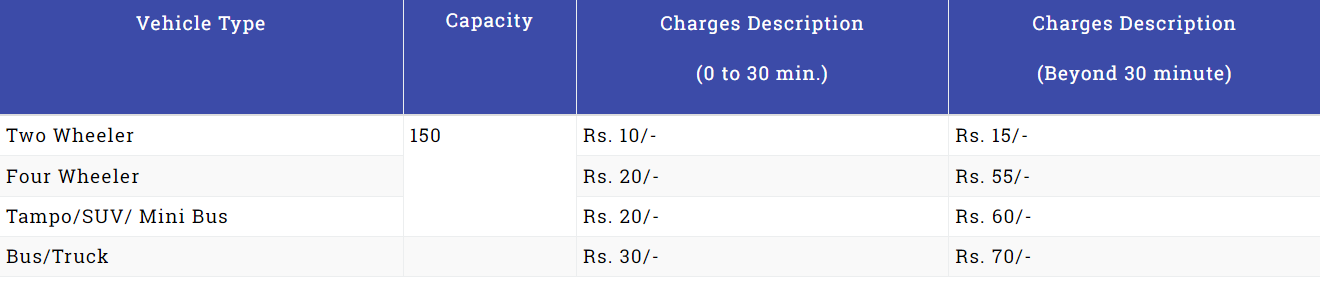 Vehicle Type Capacity Charges Description Charges Description
(0 to 30 min.) (Beyond 30 minute)
Two Wheeler 150 Rs. 10/- Rs. 15/-
Four Wheeler Rs. 20/- Rs. 55/-
Tampo/SUV/ Mini Bus Rs. 20/- Rs. 60/-
Bus/Truck Rs. 30/- Rs. 70/-